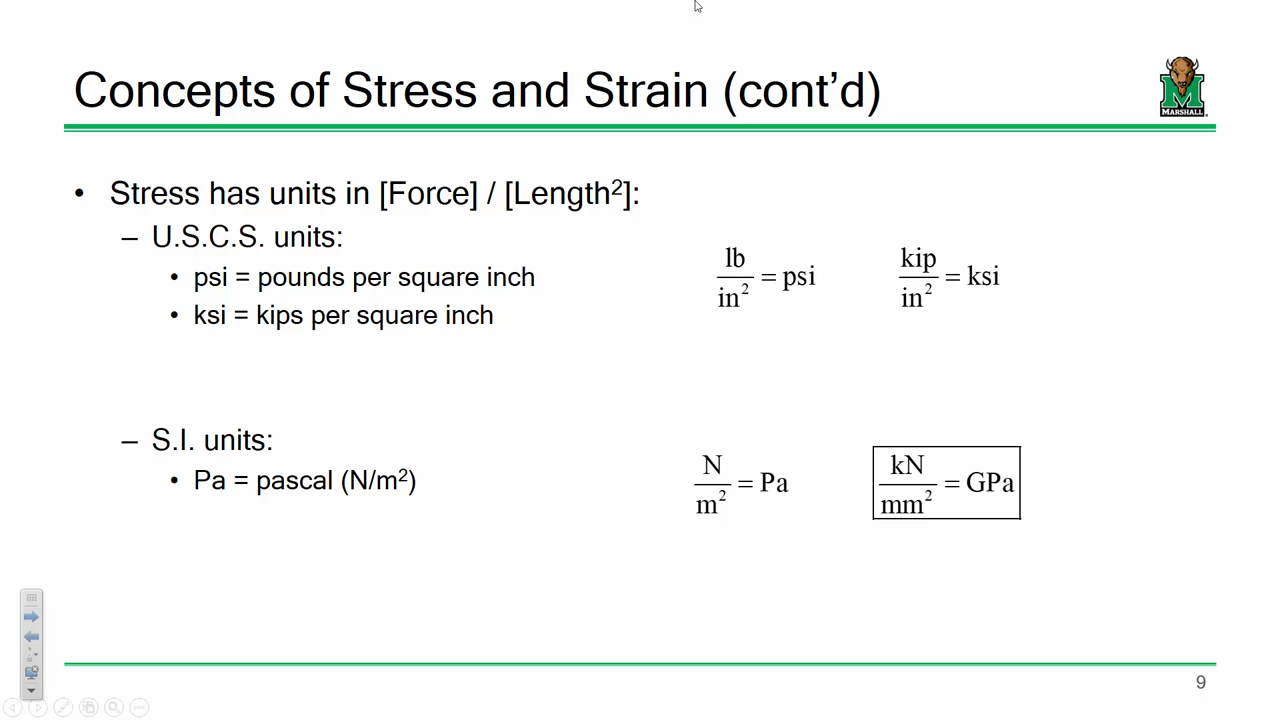 Concepts of Stress and Strain (cont’d)
MARSHALL
• Stress has units in [Force] / [Length²]:
– U.S.C.S. units:
• psi = pounds per square inch
• ksi = kips per square inch
lb/in² = psi
kip/in² = ksi
– S.I. units:
• Pa = pascal (N/m²)
N/m² = Pa
kN/mm² = GPa
9